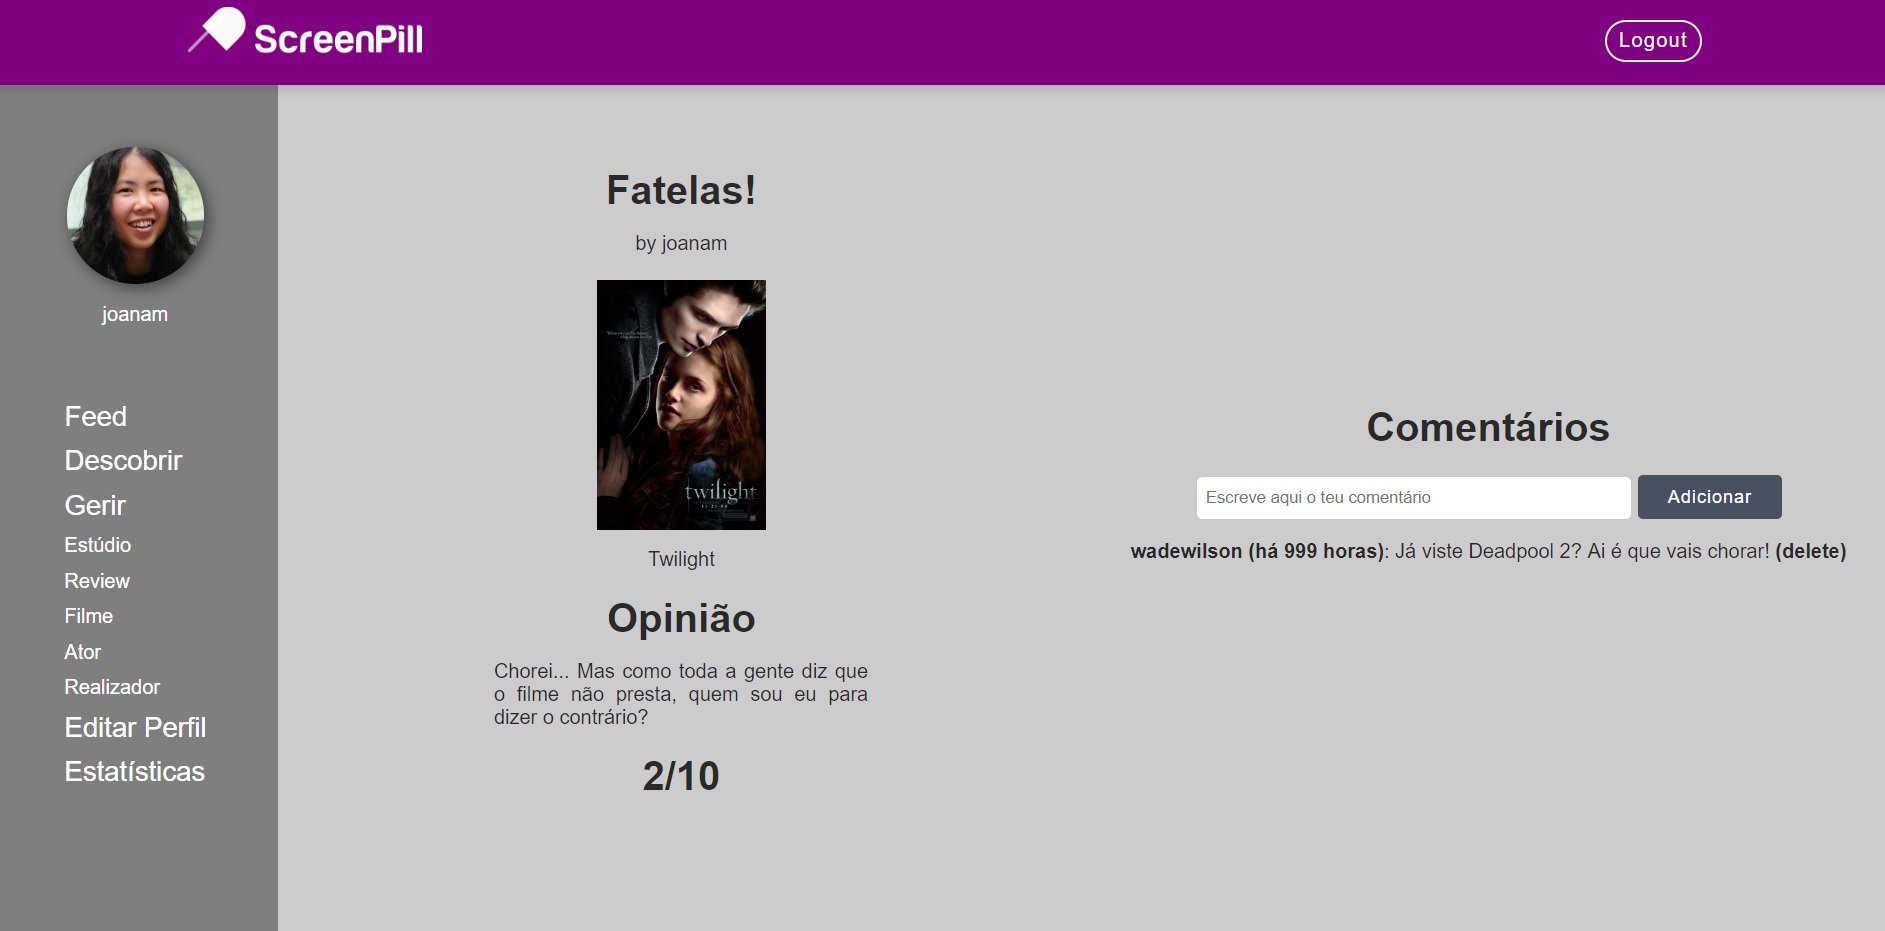 ScreenPill
Logout
joanam
Feed
Descobrir
Gerir
Estúdio
Review
Filme
Ator
Realizador
Editar Perfil
Estatísticas
Fatelas!
by joanam
twilight
Twilight
Opinião
Chorei... Mas como toda a gente diz que
o filme não presta, quem sou eu para
dizer o contrário?
2/10
Comentários
Escreve aqui o teu comentário
Adicionar
wadewilson (há 999 horas): Já viste Deadpool 2? Ai é que vais chorar! (delete)